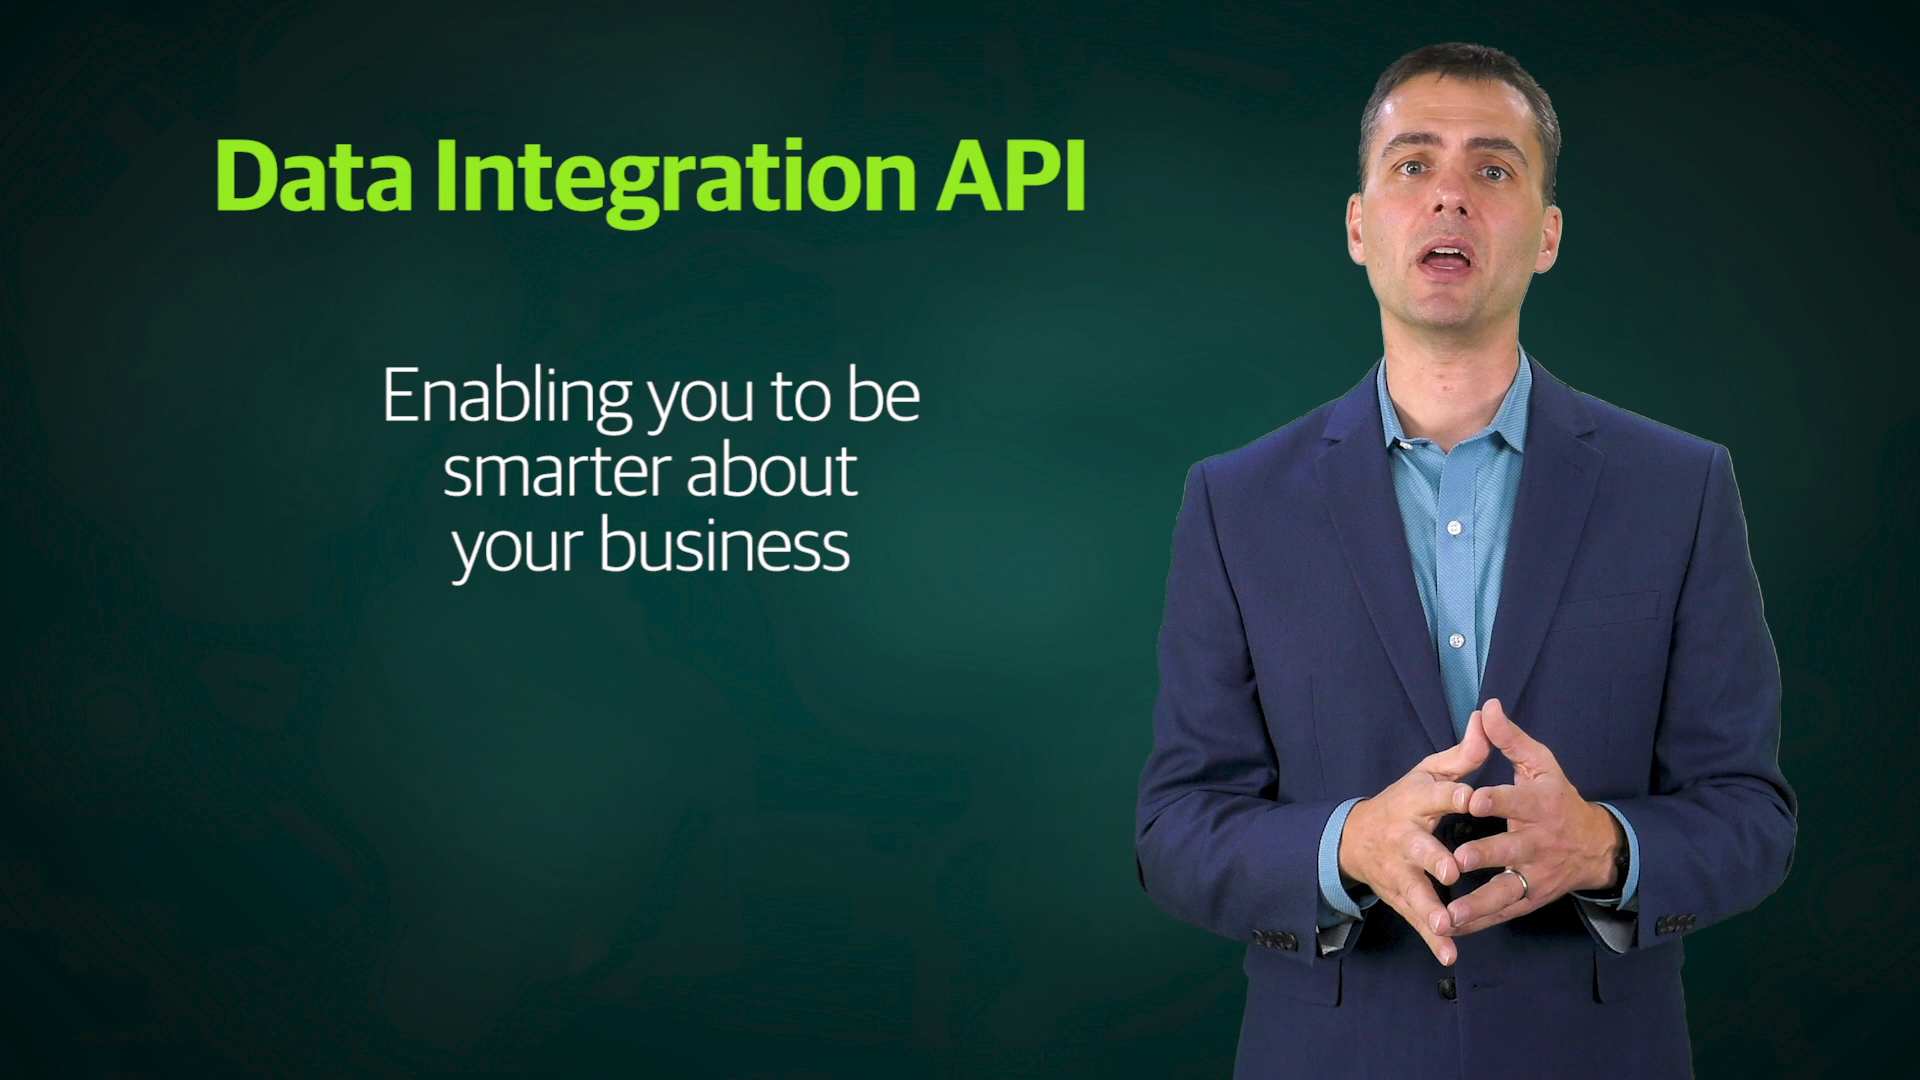 Data Integration API
Enabling you to be
smarter about
your business